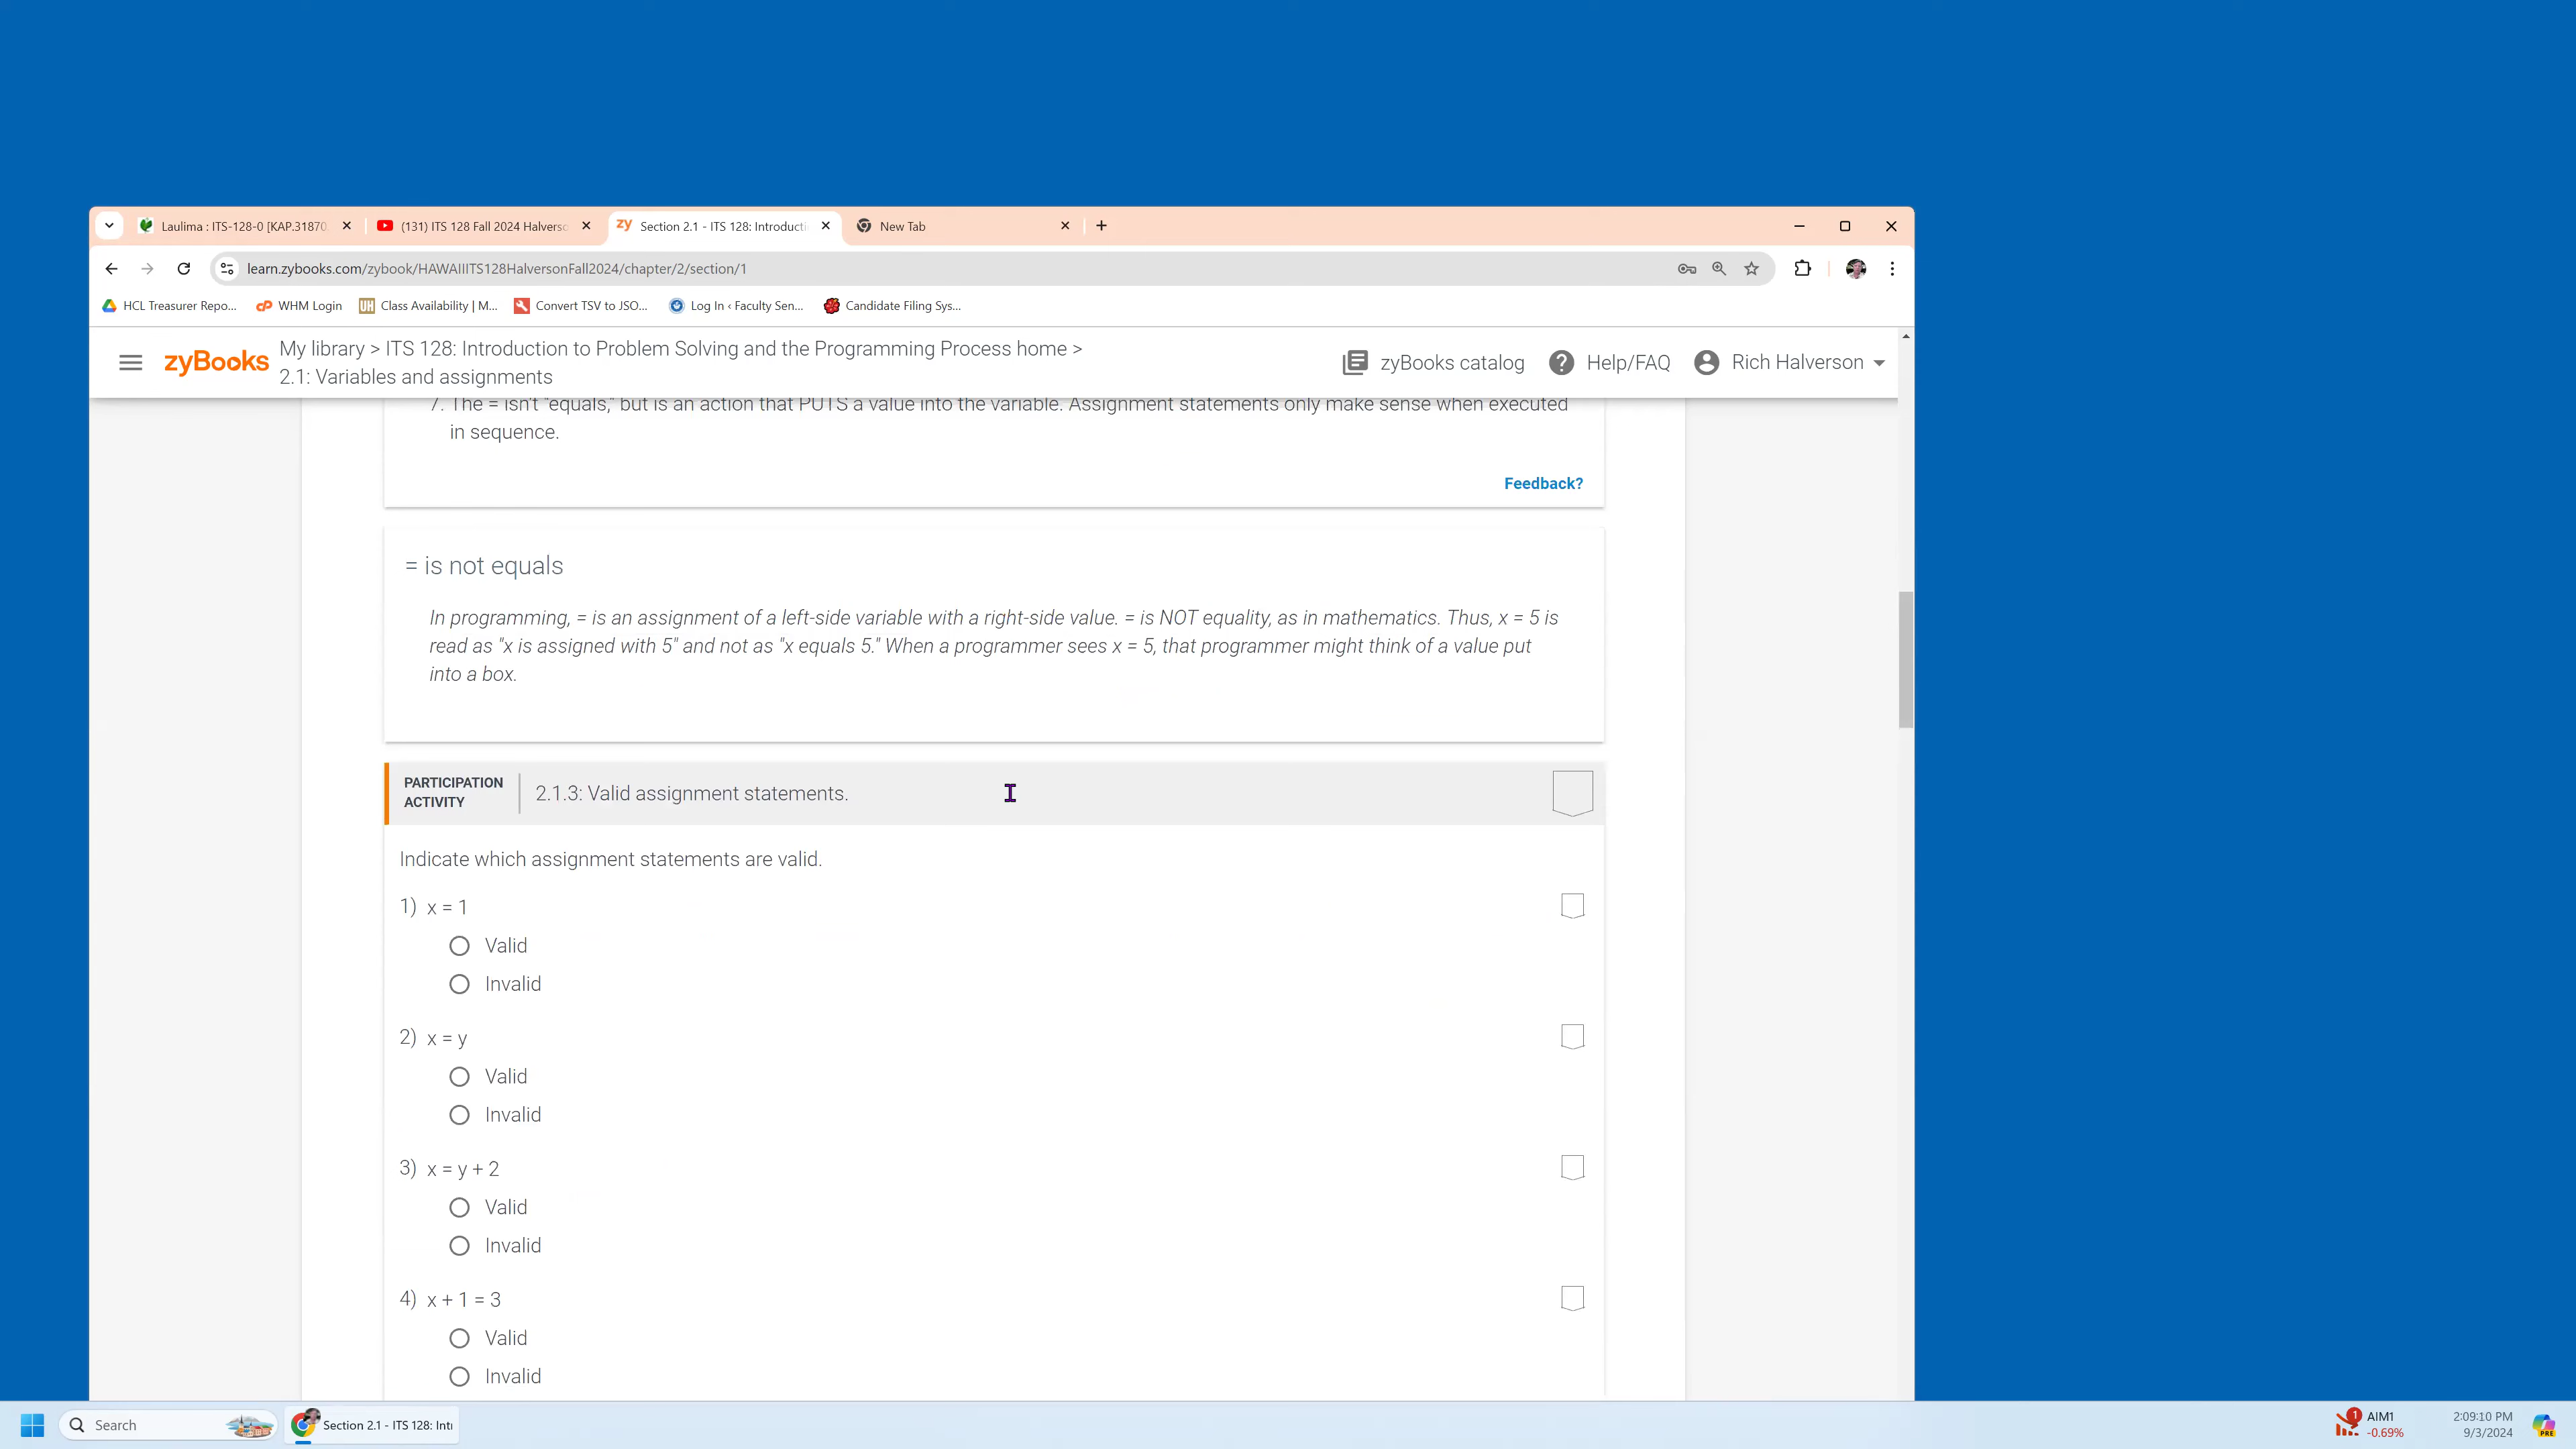 Laulima : ITS-128-0 [KAP.31870
(131) ITS 128 Fall 2024 Halverso
zy Section 2.1 - ITS 128: Introducti
New Tab
learn.zybooks.com/zybook/HAWAIIITS128HalversonFall2024/chapter/2/section/1
HCL Treasurer Repo...
WHM Login
UH Class Availability | M...
Convert TSV to JSO...
Log In ‹ Faculty Sen...
Candidate Filing Sys...
zyBooks
My library > ITS 128: Introduction to Problem Solving and the Programming Process home >
2.1: Variables and assignments
zyBooks catalog
Help/FAQ
Rich Halverson
7. The = isn't "equals," but is an action that PUTS a value into the variable. Assignment statements only make sense when executed
in sequence.
Feedback?
= is not equals
In programming, = is an assignment of a left-side variable with a right-side value. = is NOT equality, as in mathematics. Thus, x = 5 is
read as "x is assigned with 5" and not as "x equals 5." When a programmer sees x = 5, that programmer might think of a value put
into a box.
PARTICIPATION
ACTIVITY
2.1.3: Valid assignment statements.
Indicate which assignment statements are valid.
1) x = 1
Valid
Invalid
2) x = y
Valid
Invalid
3) x = y + 2
Valid
Invalid
4) x + 1 = 3
Valid
Invalid
Search
Section 2.1 - ITS 128: Int
1
AIM1
-0.69%
2:09:10 PM
9/3/2024
PRE